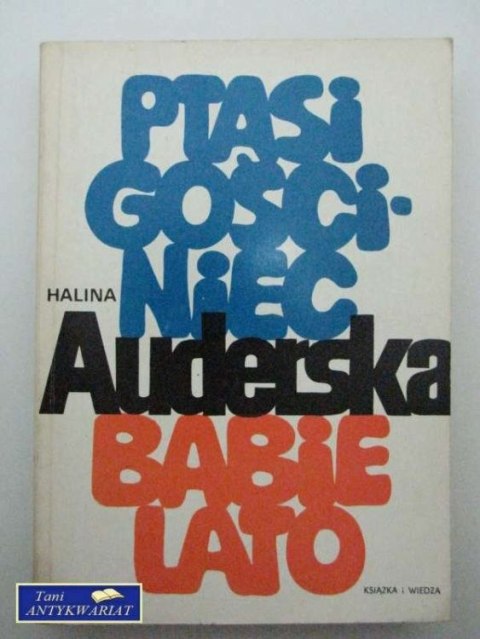 PTASI
GOŚCI-
NIEC
HALINA
Auderska
BABIE
LATO
KSIĄŻKA i WIEDZA
Tani
ANTYKWARIAT